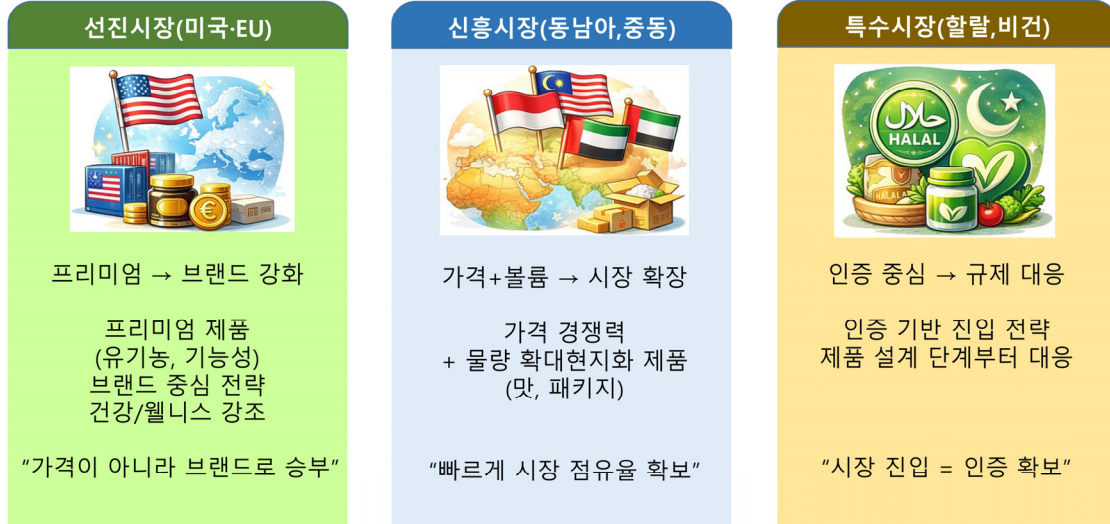 선진시장(미국·EU)
프리미엄 → 브랜드 강화
프리미엄 제품
(유기농, 기능성)
브랜드 중심 전략
건강/웰니스 강조
"가격이 아니라 브랜드로 승부"
신흥시장(동남아,중동)
가격+볼륨 → 시장 확장
가격 경쟁력
+ 물량 확대현지화 제품
(맛, 패키지)
"빠르게 시장 점유율 확보"
특수시장(할랄,비건)
حلال
HALAL
인증 중심 → 규제 대응
인증 기반 진입 전략
제품 설계 단계부터 대응
"시장 진입 = 인증 확보"